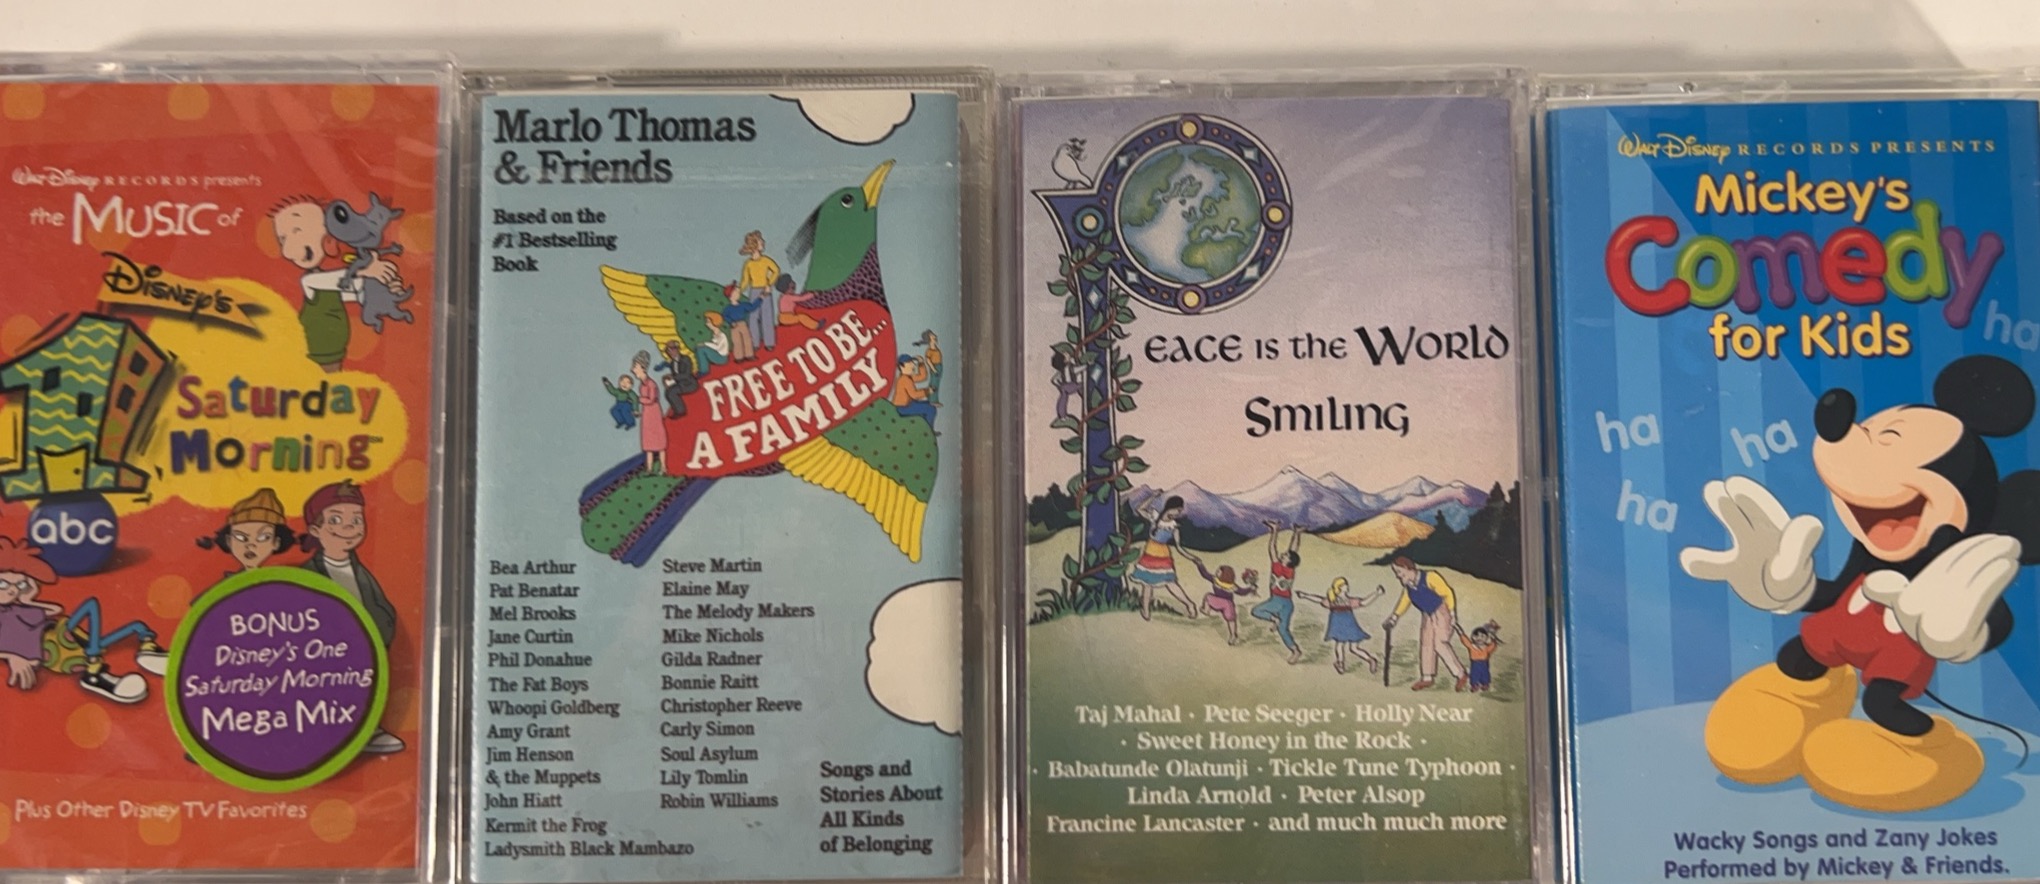 Walt Disney RECORDS presents
the MUSIC of
DISNEY'S
1
Saturday
Morning
abc
BONUS
Disney's One
Saturday Morning
Mega Mix
Plus Other Disney TV Favorites
Marlo Thomas
& Friends
Based on the
#1 Bestselling
Book
FREE TO BE...
A FAMILY
Bea Arthur
Pat Benatar
Mel Brooks
Jane Curtin
Phil Donahue
The Fat Boys
Whoopi Goldberg
Amy Grant
Jim Henson
& the Muppets
John Hiatt
Kermit the Frog
Ladysmith Black Mambazo
Steve Martin
Elaine May
The Melody Makers
Mike Nichols
Gilda Radner
Bonnie Raitt
Christopher Reeve
Carly Simon
Soul Asylum
Lily Tomlin
Robin Williams
Songs and
Stories About
All Kinds
of Belonging
PEACE IS the WORLD
SMILING
Taj Mahal · Pete Seeger · Holly Near
· Sweet Honey in the Rock ·
· Babatunde Olatunji · Tickle Tune Typhoon ·
Linda Arnold · Peter Alsop
Francine Lancaster · and much much more
WALT DISNEY RECORDS PRESENTS
Mickey's
Comedy
for Kids
ha
ha
ha
ha
Wacky Songs and Zany Jokes
Performed by Mickey & Friends.